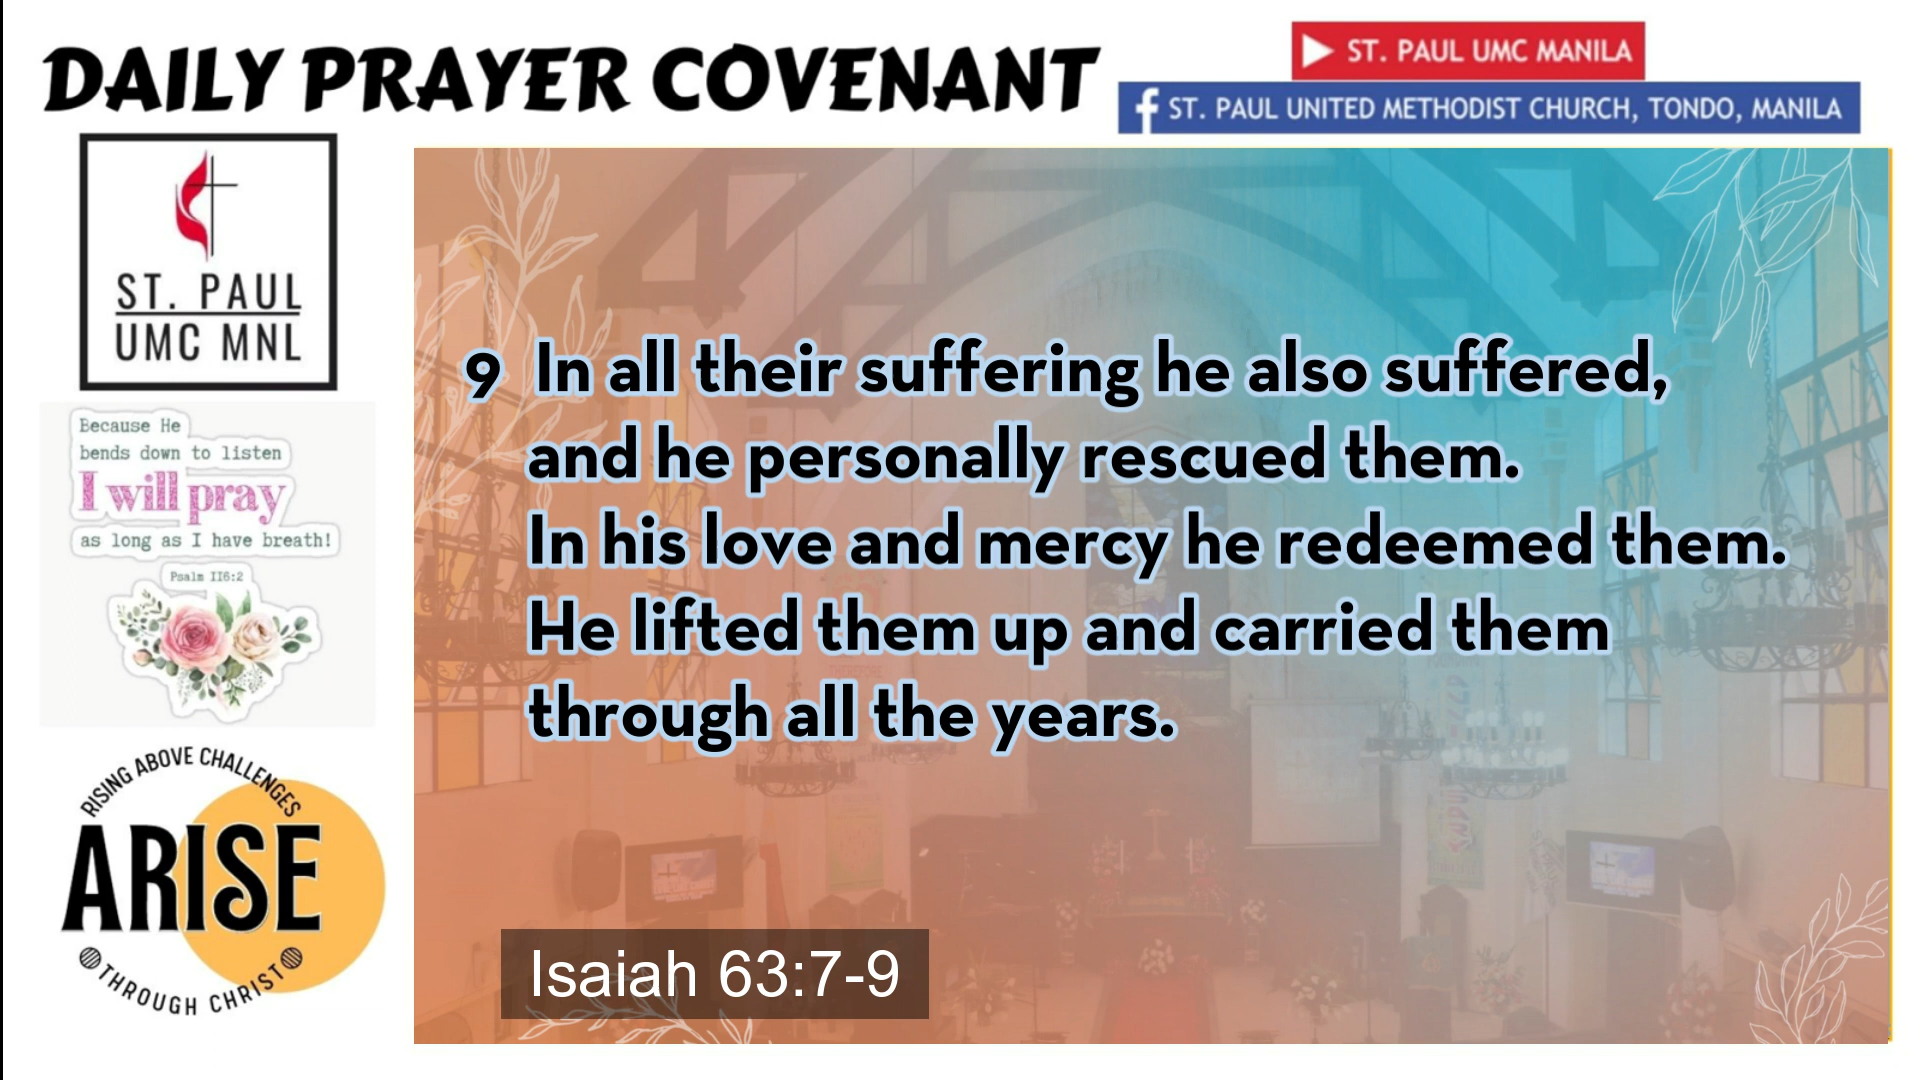 DAILY PRAYER COVENANT
ST. PAUL UMC MANILA
ST. PAUL UNITED METHODIST CHURCH, TONDO, MANILA
ST. PAUL
UMC MNL
Because He
bends down to listen
I will pray
as long as I have breath!
Psalm 116:2
RISING ABOVE CHALLENGES
ARISE
THROUGH CHRIST
9 In all their suffering he also suffered,
and he personally rescued them.
In his love and mercy he redeemed them.
He lifted them up and carried them
through all the years.
Isaiah 63:7-9